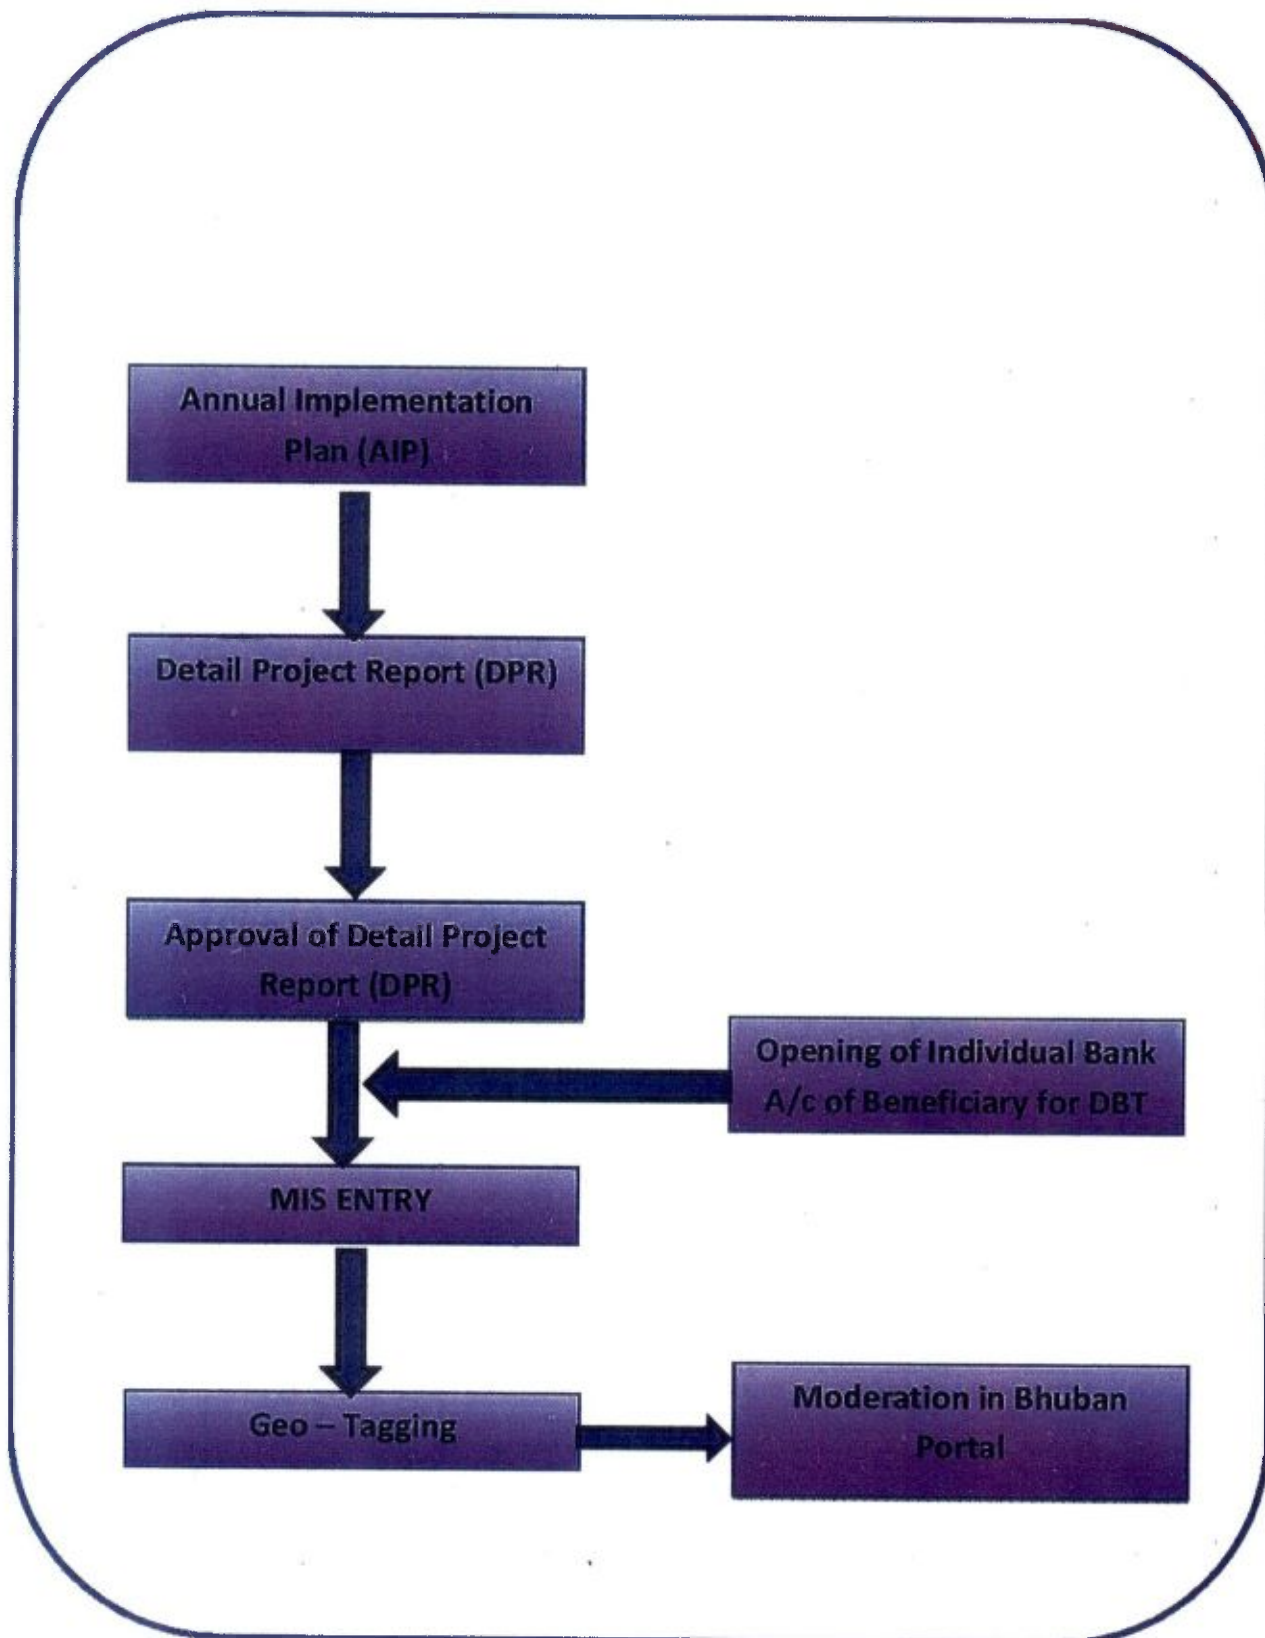 Annual Implementation
Plan (AIP)
Detail Project Report (DPR)
Approval of Detail Project
Report (DPR)
Opening of Individual Bank
A/c of Beneficiary for DBT
MIS ENTRY
Geo – Tagging
Moderation in Bhuban
Portal